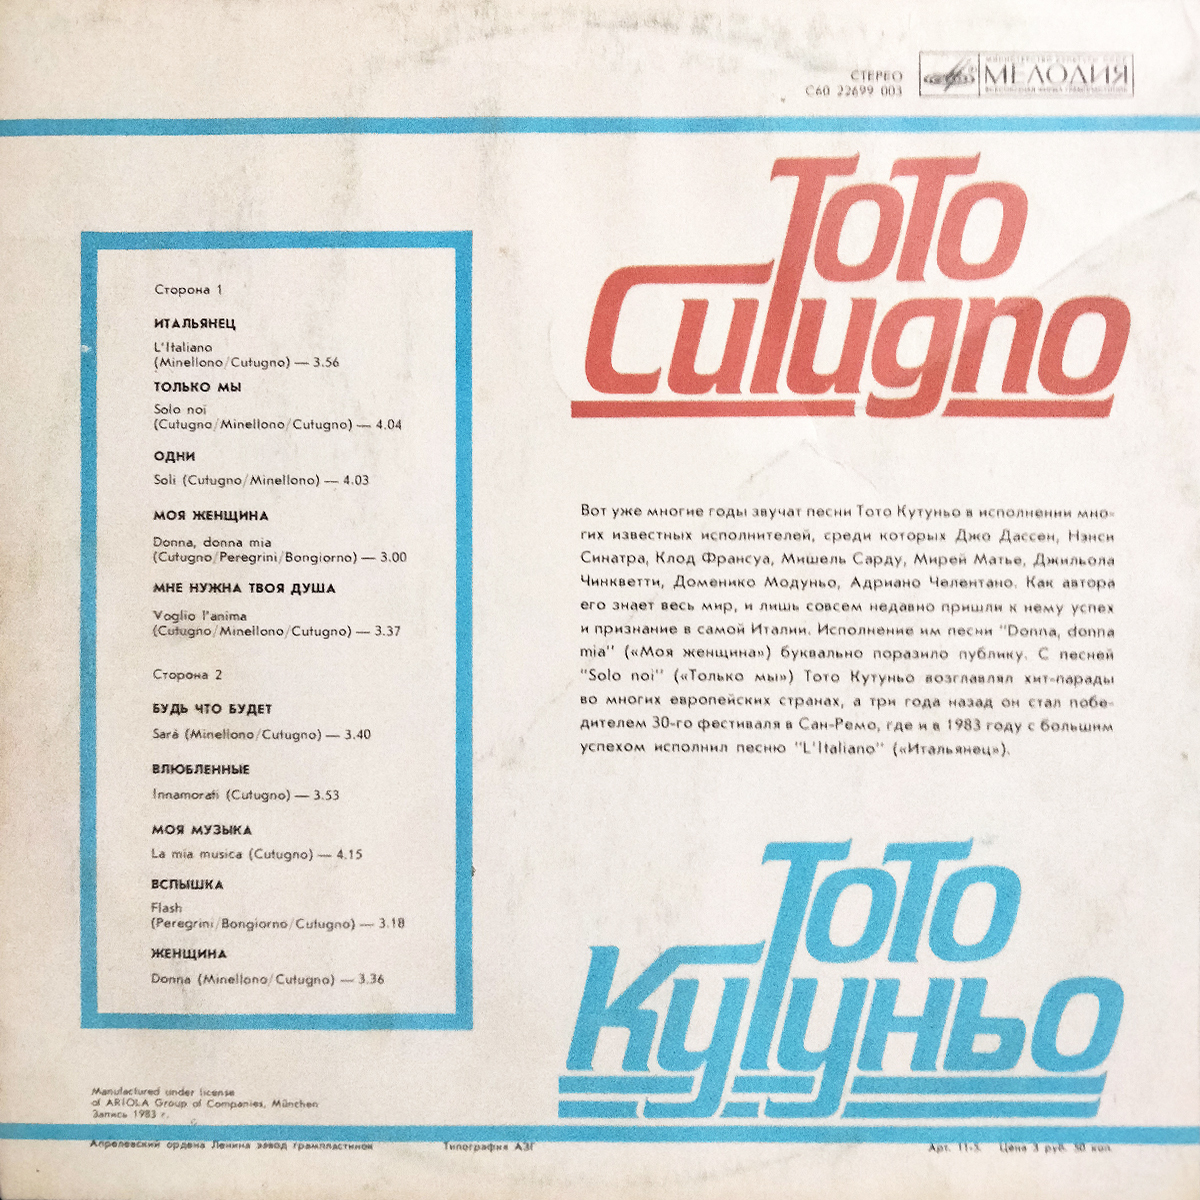 СТЕРЕО
С60 22699 003
МЕЛОДИЯ
Toto
Cutugno
Сторона 1
ИТАЛЬЯНЕЦ
L'Italiano
(Minellono/Cutugno) — 3.56
ТОЛЬКО МЫ
Solo noi
(Cutugno/Minellono/Cutugno) — 4.04
ОДНИ
Soli (Cutugno/Minellono) — 4.03
МОЯ ЖЕНЩИНА
Donna, donna mia
(Cutugno/Peregrini/Bongiorno) — 3.00
МНЕ НУЖНА ТВОЯ ДУША
Voglio l'anima
(Cutugno/Minellono/Cutugno) — 3.37
Сторона 2
БУДЬ ЧТО БУДЕТ
Sarà (Minellono/Cutugno) — 3.40
ВЛЮБЛЕННЫЕ
Innamorati (Cutugno) — 3.53
МОЯ МУЗЫКА
La mia musica (Cutugno) — 4.15
ВСПЫШКА
Flash
(Peregrini/Bongiorno/Cutugno) — 3.18
ЖЕНЩИНА
Donna (Minellono/Cutugno) — 3.36
Вот уже многие годы звучат песни Тото Кутуньо в исполнении мно-
гих известных исполнителей, среди которых Джо Дассен, Нэнси
Синатра, Клод Франсуа, Мишель Сарду, Мирей Матье, Джильола
Чинкветти, Доменико Модуньо, Адриано Челентано. Как автора
его знает весь мир, и лишь совсем недавно пришли к нему успех
и признание в самой Италии. Исполнение им песни "Donna, donna
mia" («Моя женщина») буквально поразило публику. С песней
"Solo noi" («Только мы») Тото Кутуньо возглавлял хит-парады
во многих европейских странах, а три года назад он стал побе-
дителем 30-го фестиваля в Сан-Ремо, где и в 1983 году с большим
успехом исполнил песню "L'Italiano" («Итальянец»).
Тото
Кутуньо
Manufactured under license
of ARIOLA Group of Companies, München
Запись 1983 г.
Апрелевский ордена Ленина завод грампластинок
Типография АЗГ
Арт. 11-5. Цена 3 руб. 50 коп.